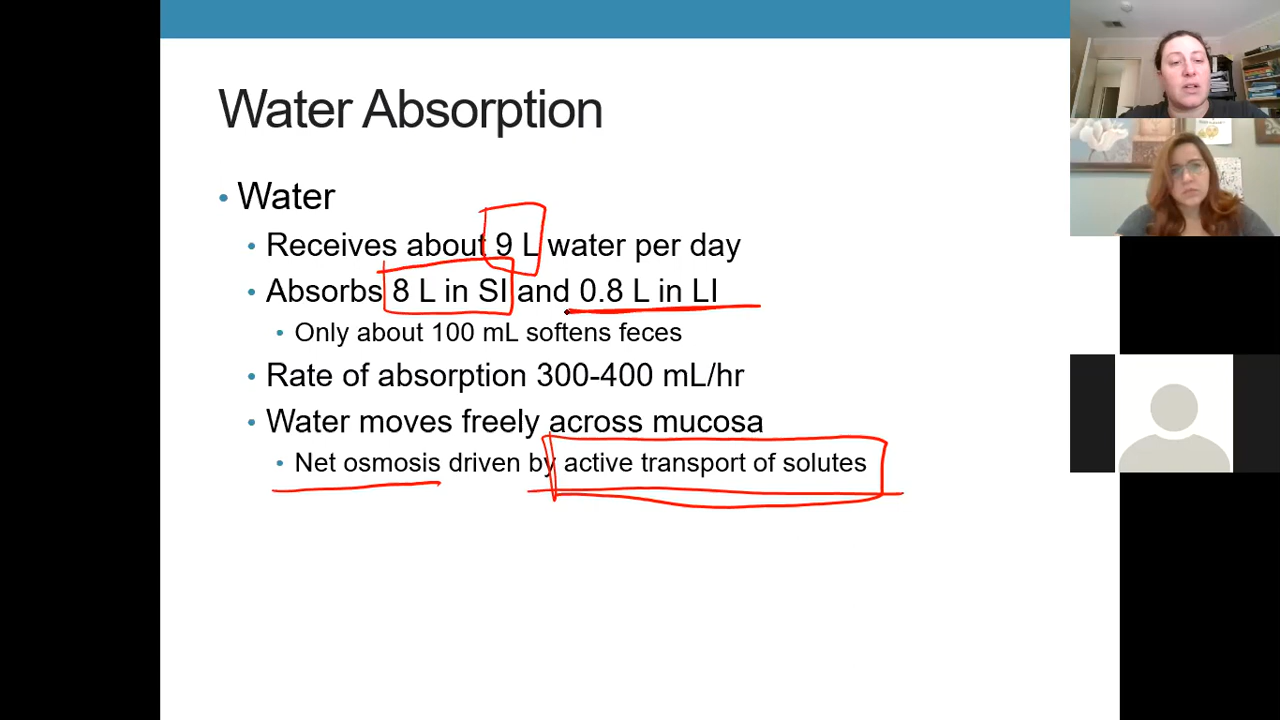 Water Absorption
• Water
• Receives about 9 L water per day
• Absorbs 8 L in SI and 0.8 L in LI
• Only about 100 mL softens feces
• Rate of absorption 300-400 mL/hr
• Water moves freely across mucosa
• Net osmosis driven by active transport of solutes